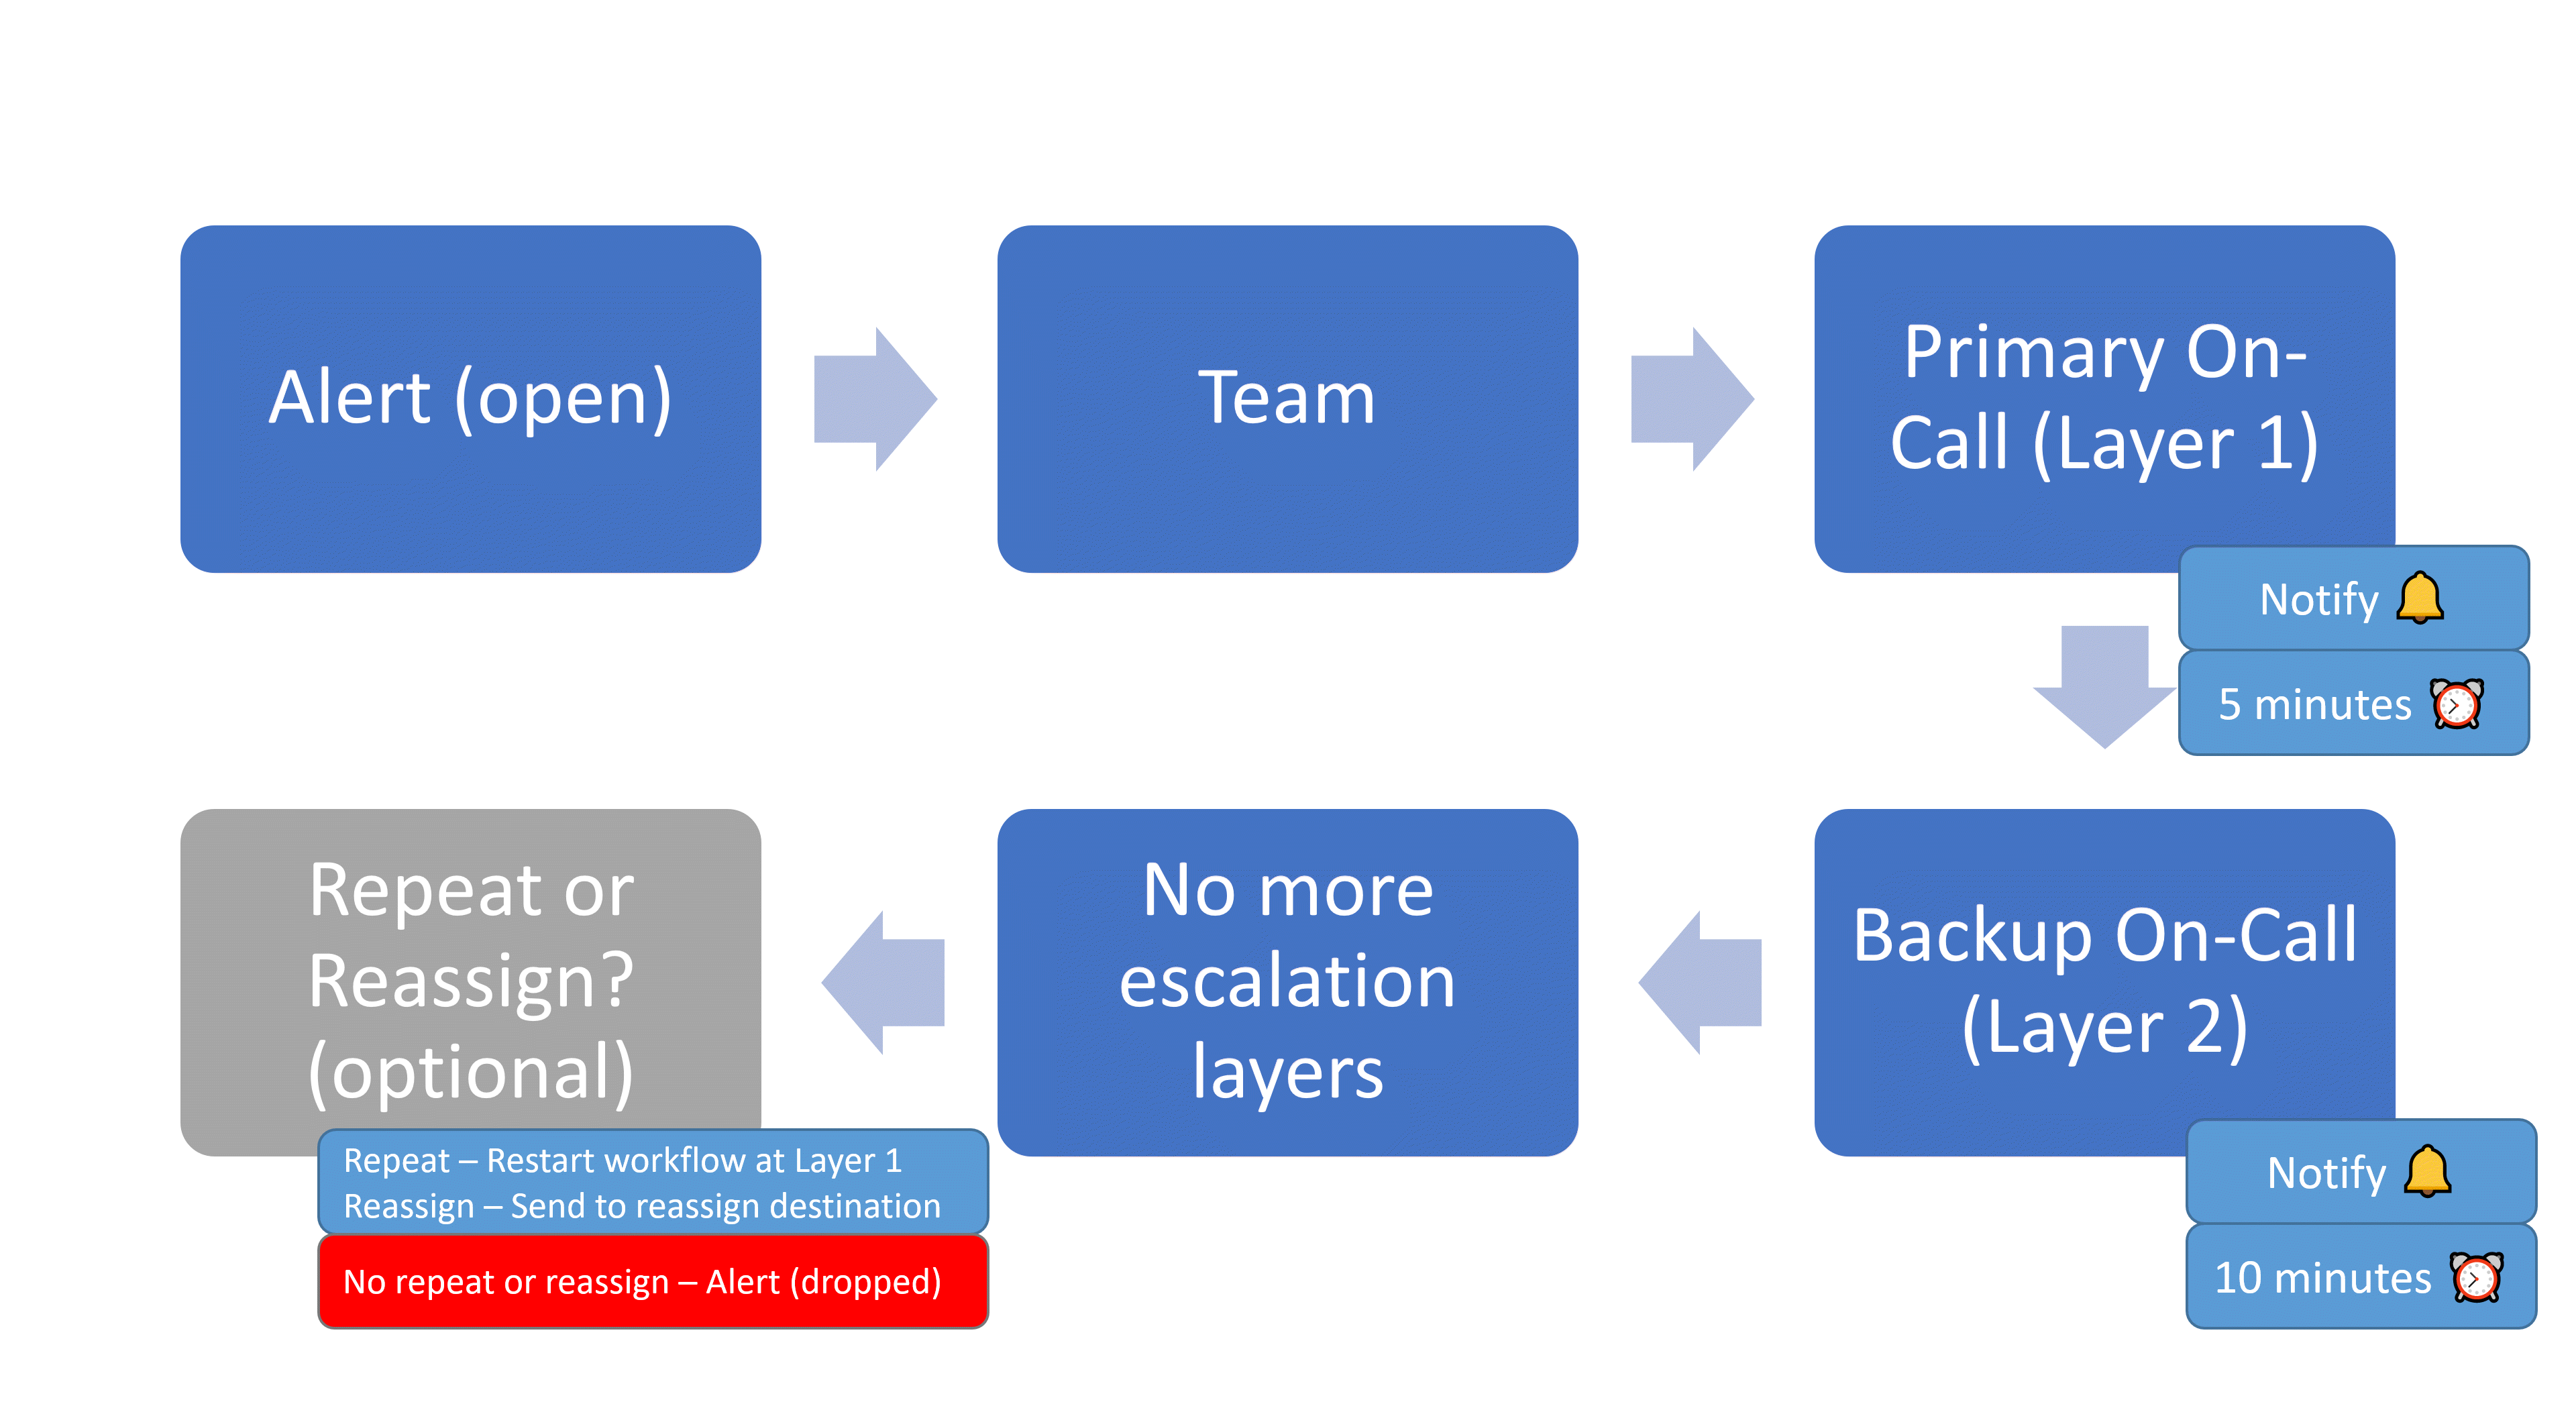 Alert (open)
Team
Primary On-
Call (Layer 1)
Notify
5 minutes
Backup On-Call
(Layer 2)
Notify
10 minutes
No more
escalation
layers
Repeat or
Reassign?
(optional)
Repeat – Restart workflow at Layer 1
Reassign – Send to reassign destination
No repeat or reassign – Alert (dropped)